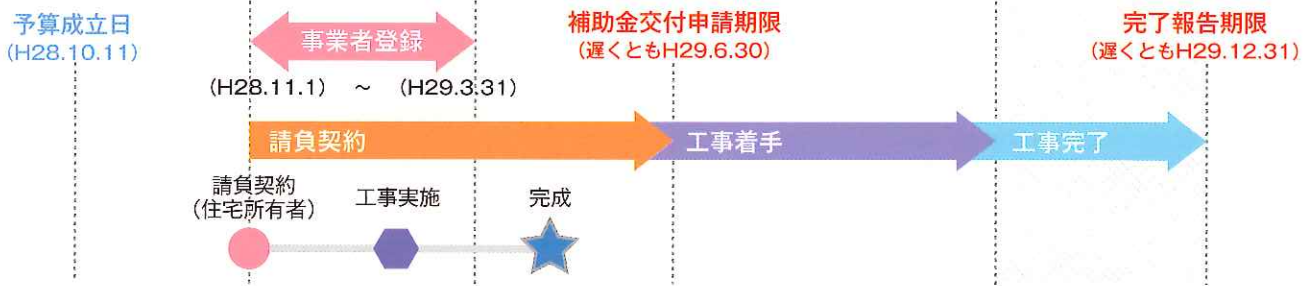 予算成立日
(H28.10.11)
事業者登録
(H28.11.1) ～ (H29.3.31)
補助金交付申請期限
(遅くともH29.6.30)
完了報告期限
(遅くともH29.12.31)
請負契約
工事着手
工事完了
請負契約
(住宅所有者)
工事実施
完成